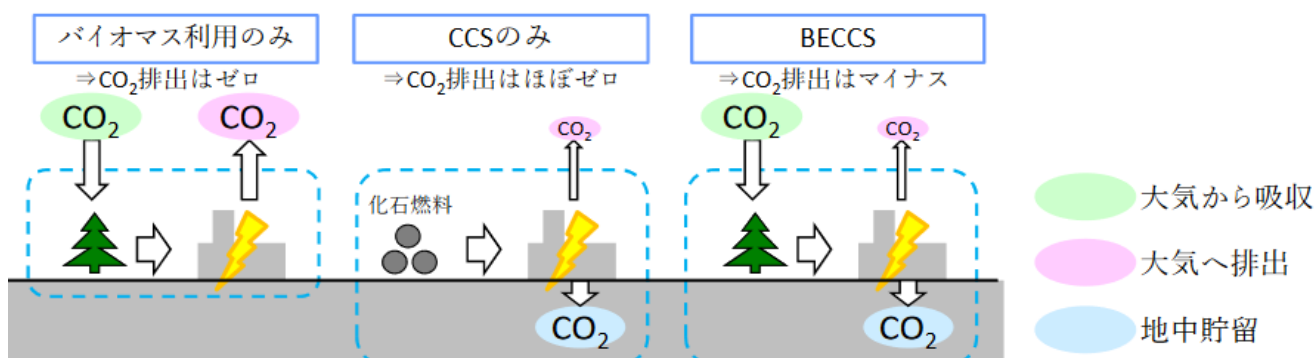 バイオマス利用のみ
⇒CO₂排出はゼロ
CO₂
CO₂
CCSのみ
⇒CO₂排出はほぼゼロ
CO₂
化石燃料
CO₂
BECCS
⇒CO₂排出はマイナス
CO₂
CO₂
CO₂
大気から吸収
大気へ排出
地中貯留